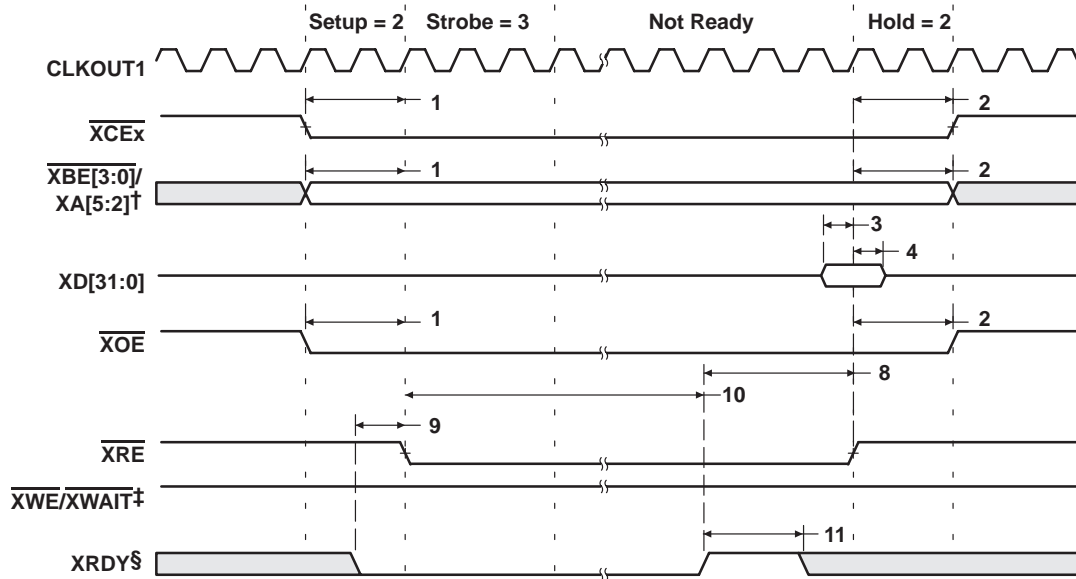 Setup = 2 Strobe = 3 Not Ready Hold = 2
CLKOUT1
1 2
XCEx
1 2
XBE[3:0]/
XA[5:2]†
3
4
XD[31:0]
1 2
XOE
8
10
9
XRE
XWE/XWAIT‡
11
XRDY§